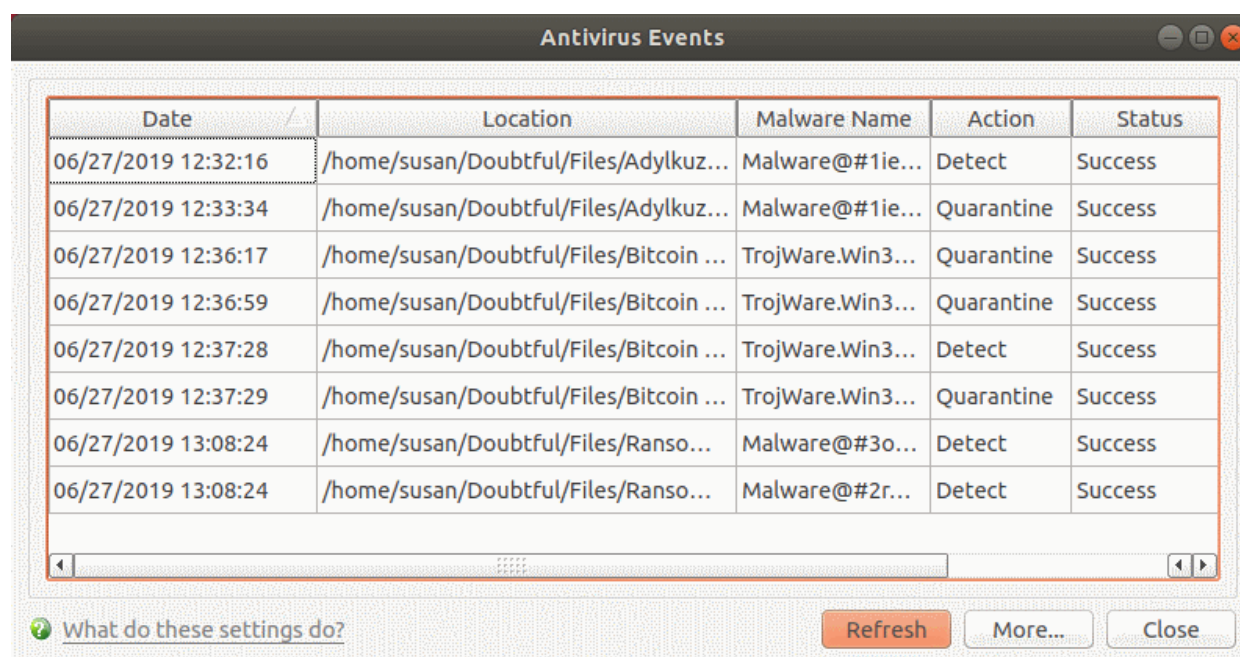 Antivirus Events
Date Location Malware Name Action Status
06/27/2019 12:32:16 /home/susan/Doubtful/Files/Adylkuz... Malware@#1ie... Detect Success
06/27/2019 12:33:34 /home/susan/Doubtful/Files/Adylkuz... Malware@#1ie... Quarantine Success
06/27/2019 12:36:17 /home/susan/Doubtful/Files/Bitcoin ... TrojWare.Win3... Quarantine Success
06/27/2019 12:36:59 /home/susan/Doubtful/Files/Bitcoin ... TrojWare.Win3... Quarantine Success
06/27/2019 12:37:28 /home/susan/Doubtful/Files/Bitcoin ... TrojWare.Win3... Detect Success
06/27/2019 12:37:29 /home/susan/Doubtful/Files/Bitcoin ... TrojWare.Win3... Quarantine Success
06/27/2019 13:08:24 /home/susan/Doubtful/Files/Ranso... Malware@#3o... Detect Success
06/27/2019 13:08:24 /home/susan/Doubtful/Files/Ranso... Malware@#2r... Detect Success
What do these settings do? Refresh More... Close